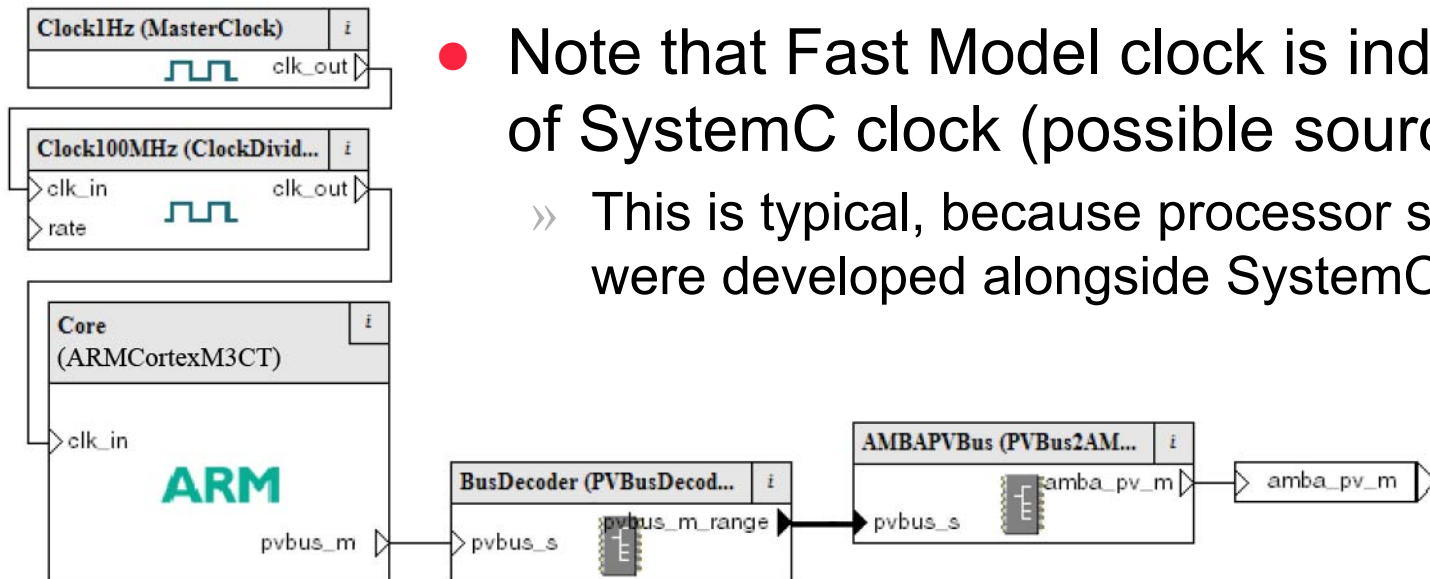 Clock1Hz (MasterClock) i
clk_out
Clock100MHz (ClockDivid... i
clk_in clk_out
rate
Core i
(ARMCortexM3CT)
clk_in
ARM
pvbus_m
BusDecoder (PVBusDecod... i
pvbus_m_range
pvbus_s
AMBAPVBus (PVBus2AM... i
amba_pv_m
pvbus_s
amba_pv_m
● Note that Fast Model clock is ind
of SystemC clock (possible sour
» This is typical, because processor s
were developed alongside SystemC